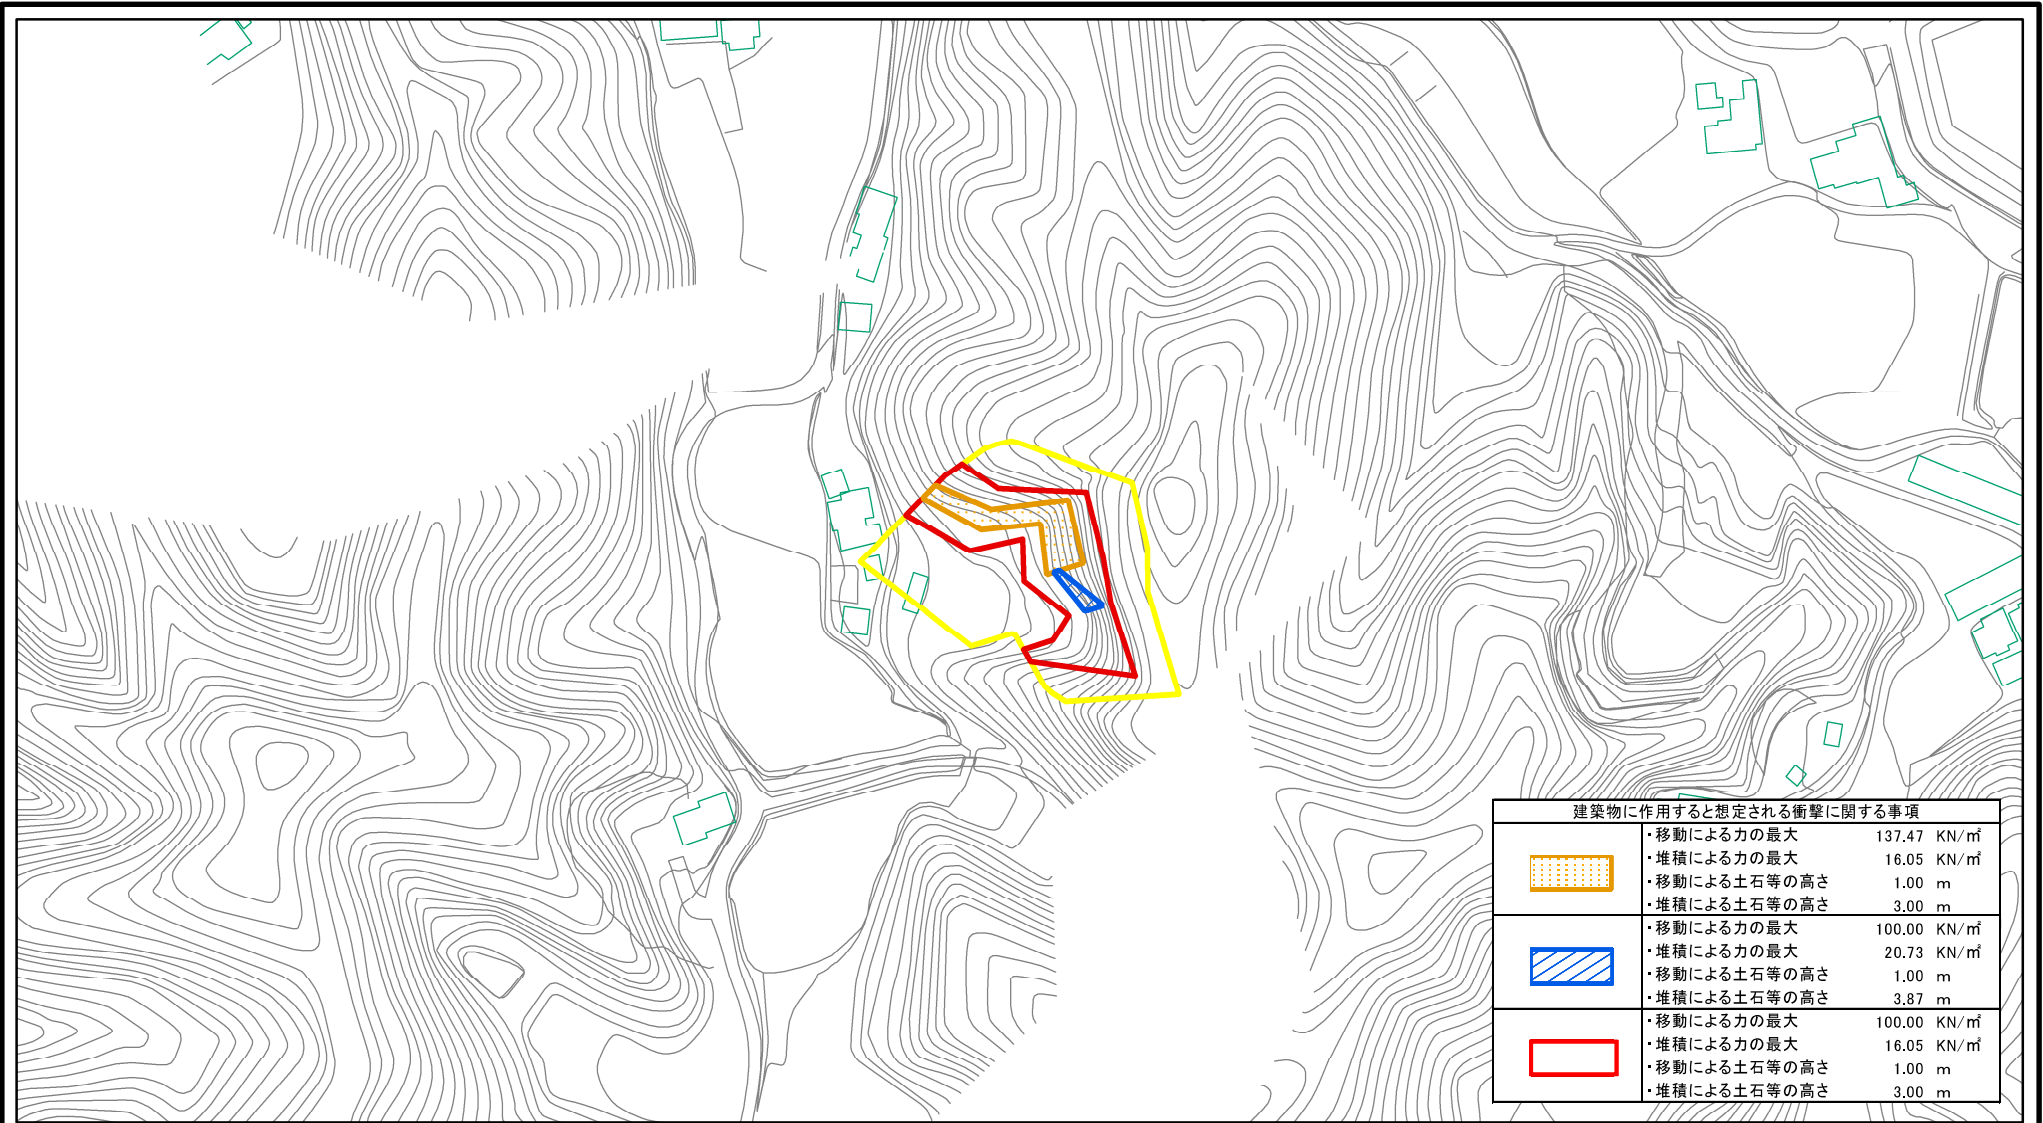 建築物に作用すると想定される衝撃に関する事項
・移動による力の最大 137.47 KN/㎡
・堆積による力の最大 16.05 KN/㎡
・移動による土石等の高さ 1.00 m
・堆積による土石等の高さ 3.00 m
・移動による力の最大 100.00 KN/㎡
・堆積による力の最大 20.73 KN/㎡
・移動による土石等の高さ 1.00 m
・堆積による土石等の高さ 3.87 m
・移動による力の最大 100.00 KN/㎡
・堆積による力の最大 16.05 KN/㎡
・移動による土石等の高さ 1.00 m
・堆積による土石等の高さ 3.00 m